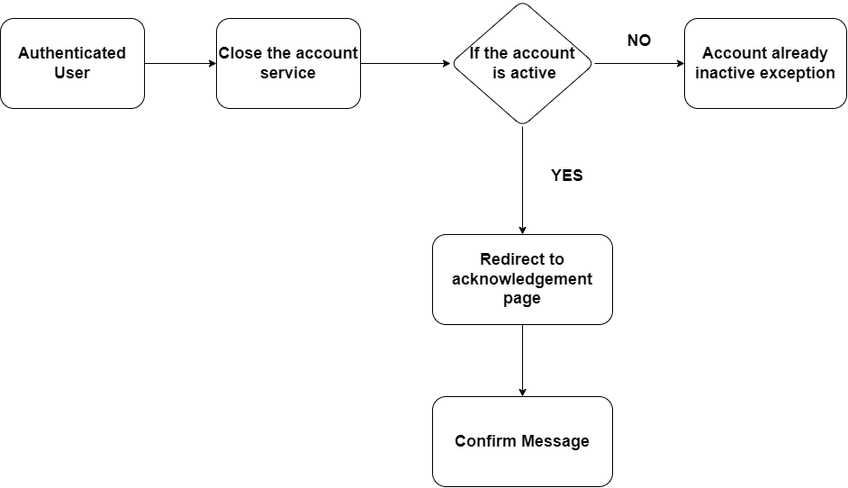 Authenticated
User
Close the account
service
If the account
is active
NO
Account already
inactive exception
YES
Redirect to
acknowledgement
page
Confirm Message